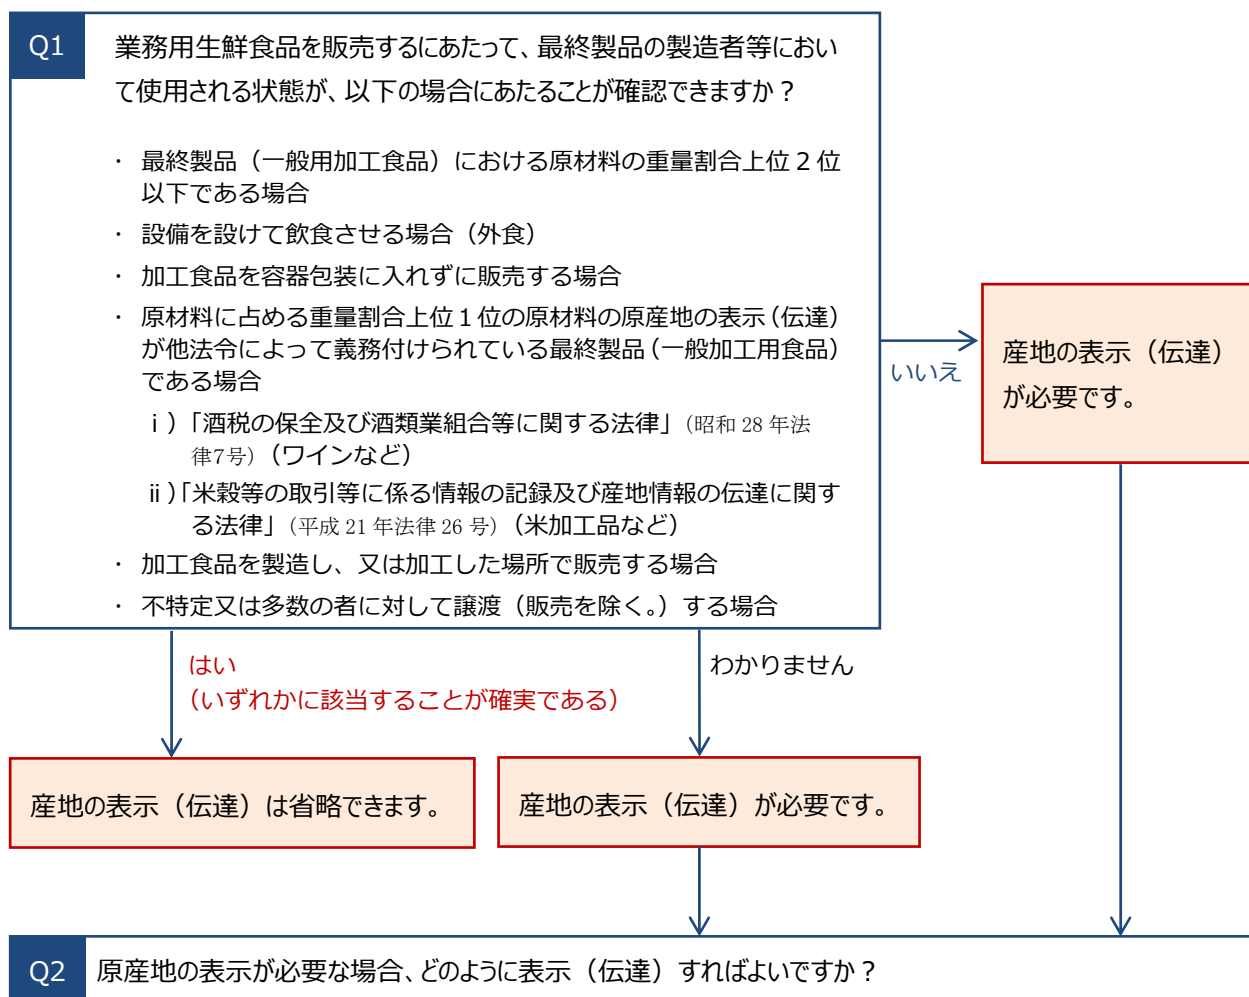 Q1
業務用生鮮食品を販売するにあたって、最終製品の製造者等におい
て使用される状態が、以下の場合にあたることが確認できますか？
・ 最終製品（一般用加工食品）における原材料の重量割合上位２位
以下である場合
・ 設備を設けて飲食させる場合（外食）
・ 加工食品を容器包装に入れずに販売する場合
・ 原材料に占める重量割合上位１位の原材料の原産地の表示（伝達）
が他法令によって義務付けられている最終製品（一般加工用食品）
である場合
ⅰ）「酒税の保全及び酒類業組合等に関する法律」（昭和 28 年法
律7号）（ワインなど）
ⅱ）「米穀等の取引等に係る情報の記録及び産地情報の伝達に関す
る法律」（平成 21 年法律 26 号）（米加工品など）
・ 加工食品を製造し、又は加工した場所で販売する場合
・ 不特定又は多数の者に対して譲渡（販売を除く。）する場合
いいえ
産地の表示（伝達）
が必要です。
はい
（いずれかに該当することが確実である）
わかりません
産地の表示（伝達）は省略できます。
産地の表示（伝達）が必要です。
Q2
原産地の表示が必要な場合、どのように表示（伝達）すればよいですか？